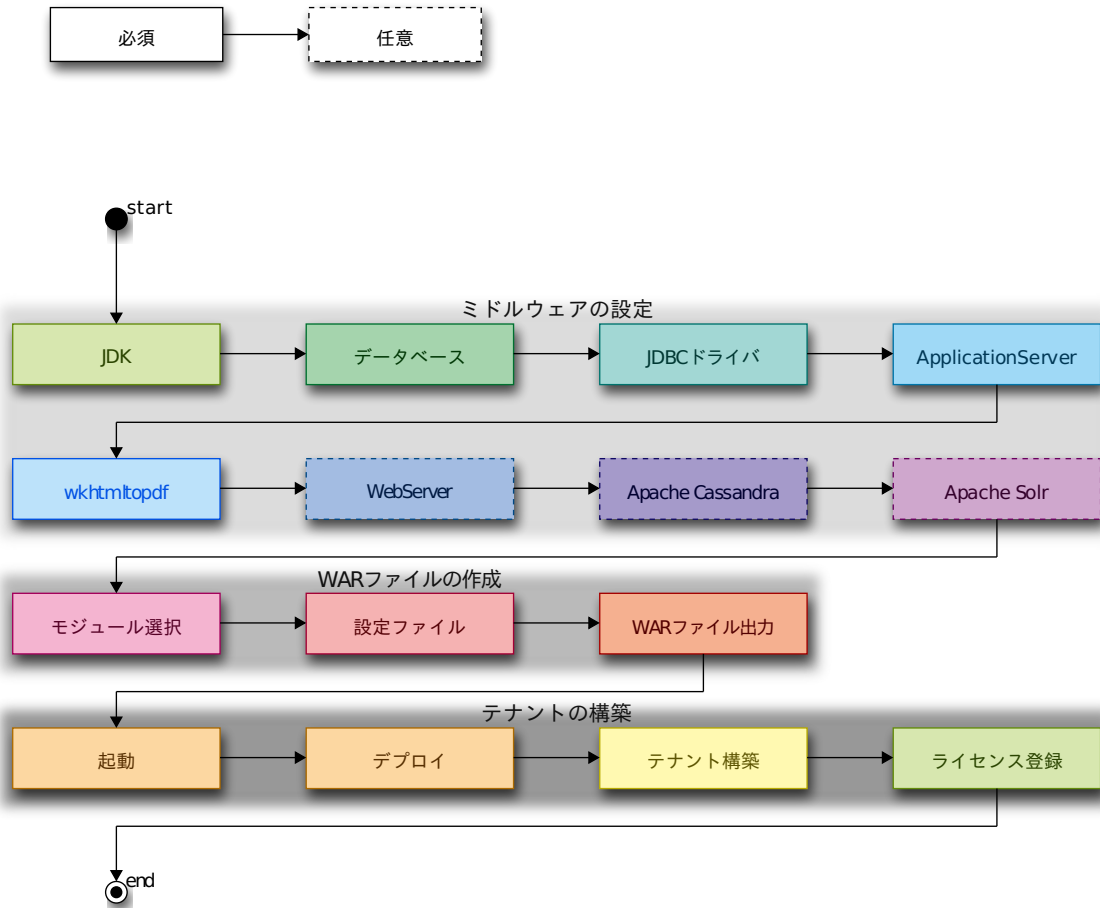 必須
任意
start
ミドルウェアの設定
JDK
データベース
JDBCドライバ
ApplicationServer
wkhtmltopdf
WebServer
Apache Cassandra
Apache Solr
WARファイルの作成
モジュール選択
設定ファイル
WARファイル出力
テナントの構築
起動
デプロイ
テナント構築
ライセンス登録
end